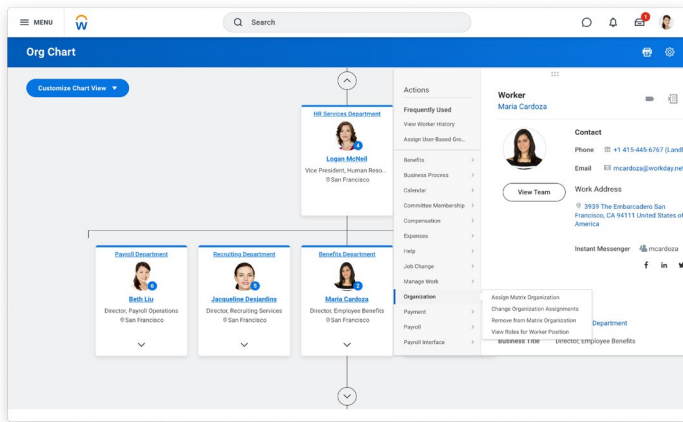 MENU
Search
1
Org Chart
Customize Chart View
HR Services Department
4
Logan McNeil
Vice President, Human Reso...
San Francisco
Payroll Department
6
Beth Liu
Director, Payroll Operations
San Francisco
Recruiting Department
5
Jacqueline Desjardins
Director, Recruiting Services
San Francisco
Benefits Department
2
Maria Cardoza
Director, Employee Benefits
San Francisco
Actions
Frequently Used
View Worker History
Assign User-Based Gro...
Benefits
Business Process
Calendar
Committee Membership
Compensation
Expenses
Help
Job Change
Manage Work
Organization
Payment
Payroll
Payroll Interface
Assign Matrix Organization
Change Organization Assignments
Remove from Matrix Organization
View Roles for Worker Position
Worker
Maria Cardoza
View Team
Contact
Phone +1 415-445-6767 (Landl
Email mcardoza@workday.net
Work Address
3939 The Embarcadero San
Francisco, CA 94111 United States of
America
Instant Messenger mcardoza
Department
Business Title Director, Employee Benefits